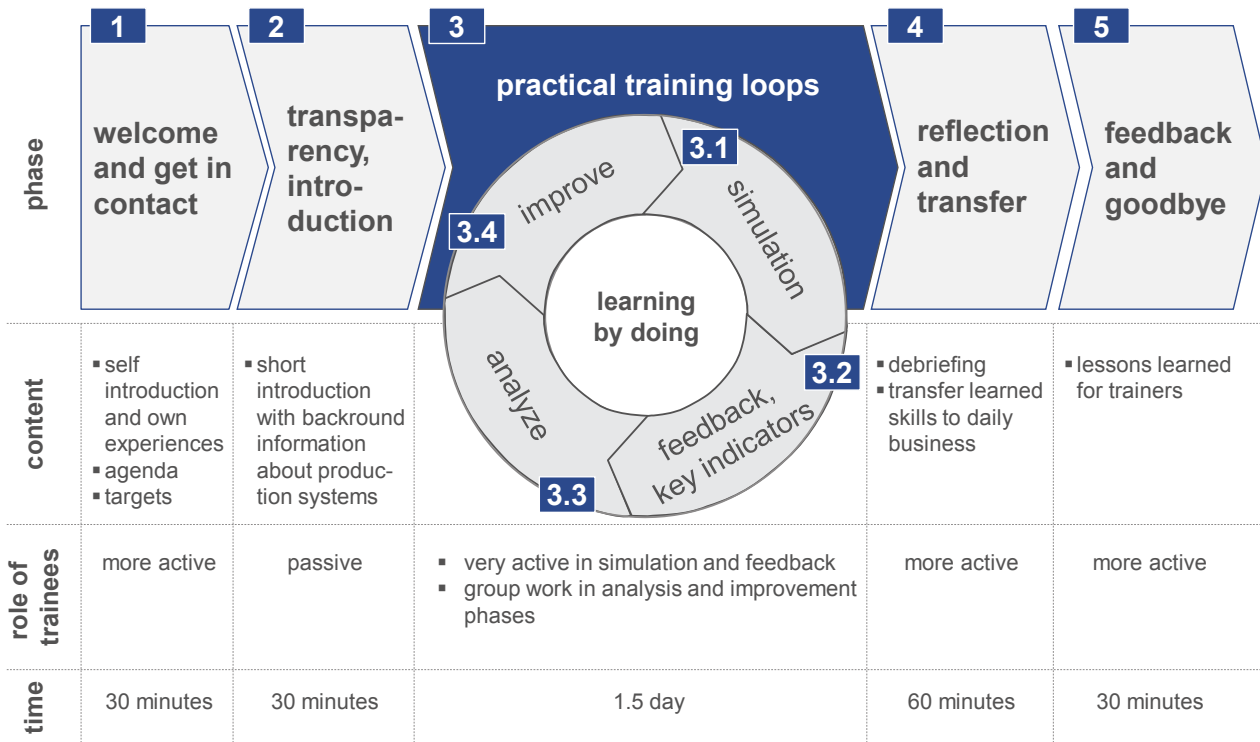 1
2
3
4
5
phase
welcome
and get in
contact
transpa-
rency,
intro-
duction
practical training loops
3.1
simulation
3.2
feedback,
key indicators
3.3
analyze
3.4
improve
learning
by doing
reflection
and
transfer
feedback
and
goodbye
content
▪ self
introduction
and own
experiences
▪ agenda
▪ targets
▪ short
introduction
with backround
information
about produc-
tion systems
▪ debriefing
▪ transfer learned
skills to daily
business
▪ lessons learned
for trainers
role of
trainees
more active
passive
▪ very active in simulation and feedback
▪ group work in analysis and improvement
phases
more active
more active
time
30 minutes
30 minutes
1.5 day
60 minutes
30 minutes